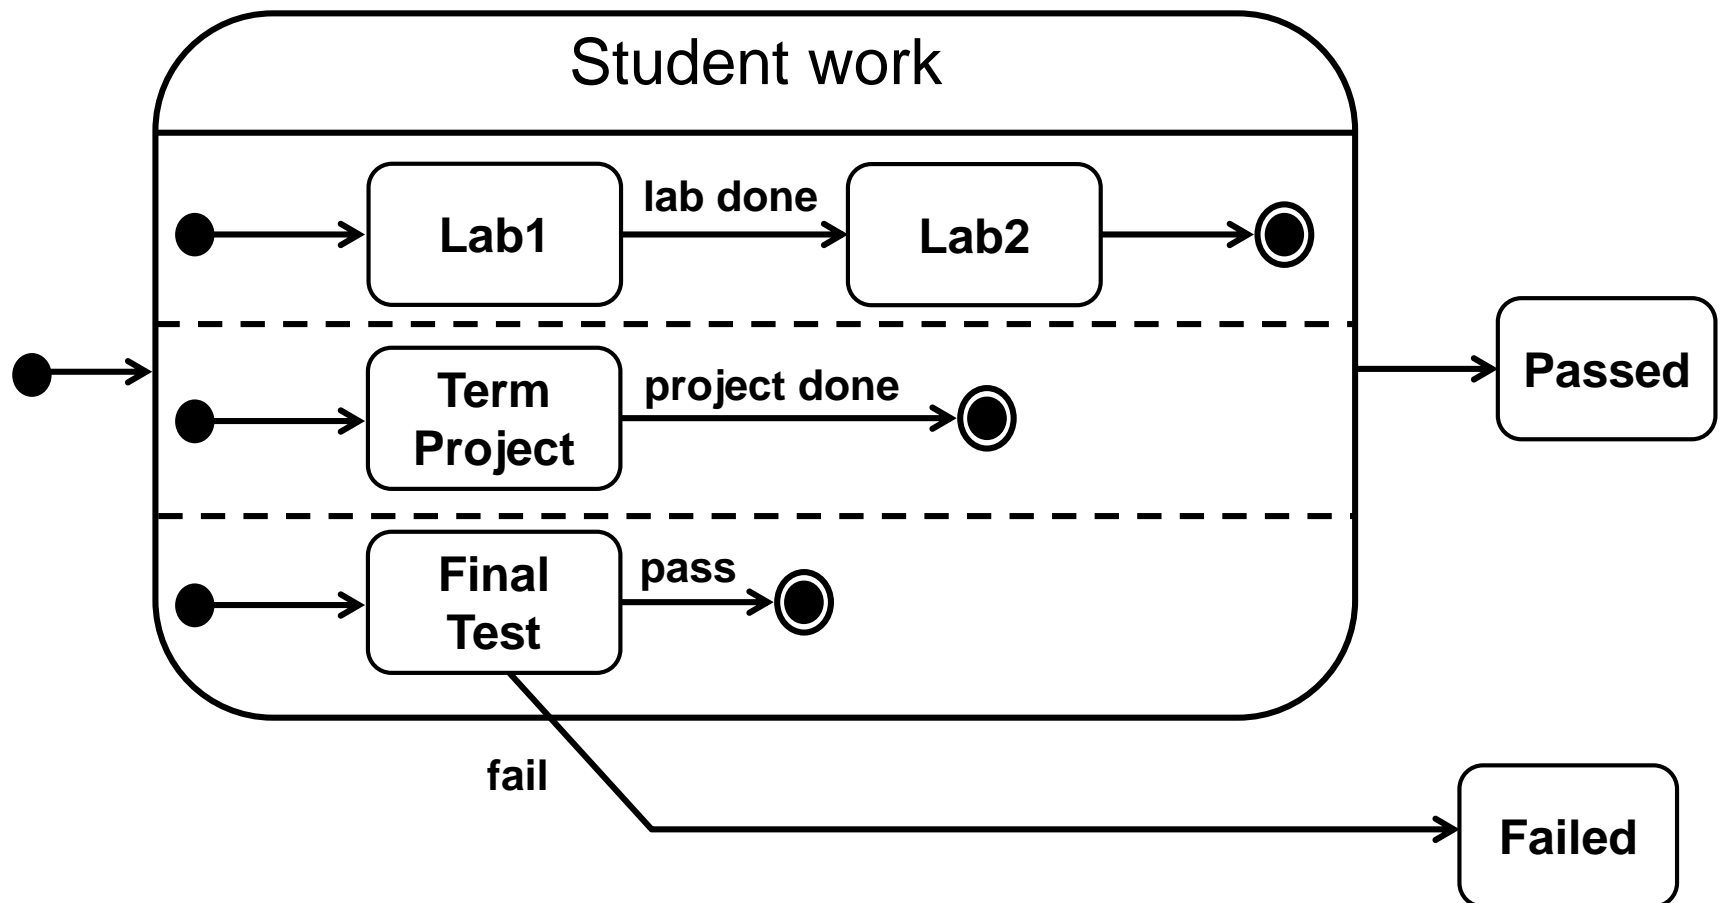 Student work
Lab1
lab done
Lab2
Term
Project
project done
Passed
Final
Test
pass
fail
Failed